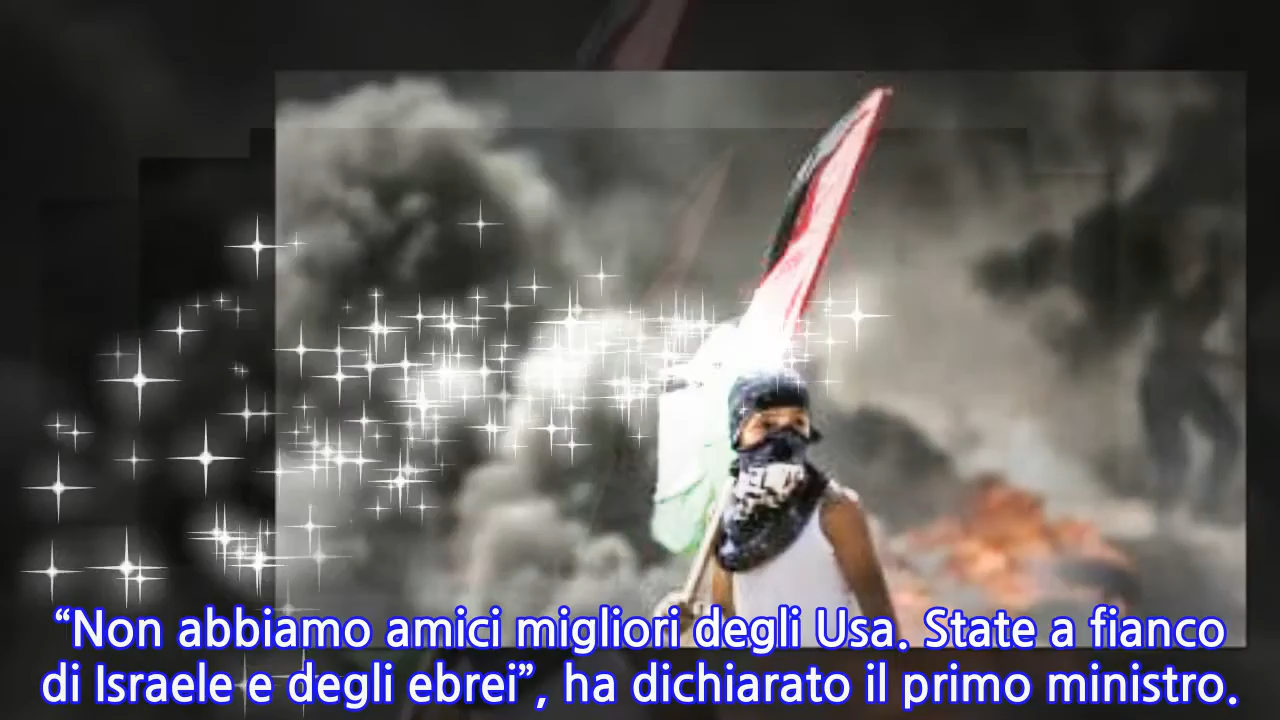 “Non abbiamo amici migliori degli Usa. State a fianco
di Israele e degli ebrei”, ha dichiarato il primo ministro.